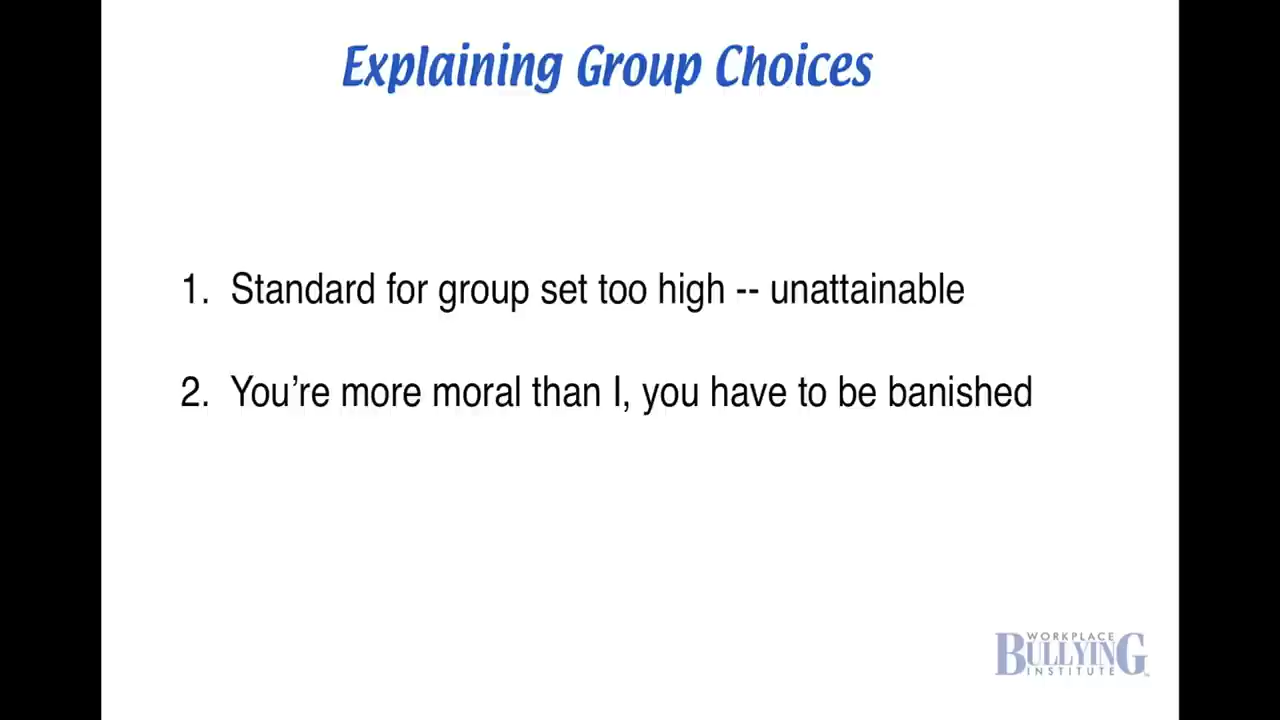 Explaining Group Choices
1. Standard for group set too high -- unattainable
2. You're more moral than I, you have to be banished
WORKPLACE
BULLYING
INSTITUTE